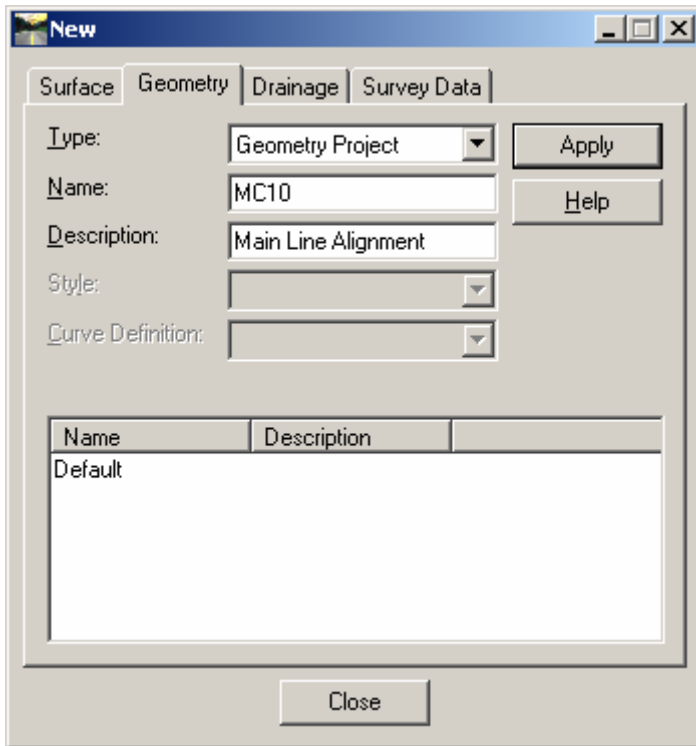 New
Surface Geometry Drainage Survey Data
Type: Geometry Project Apply
Name: MC10 Help
Description: Main Line Alignment
Style:
Curve Definition:
Name Description
Default
Close